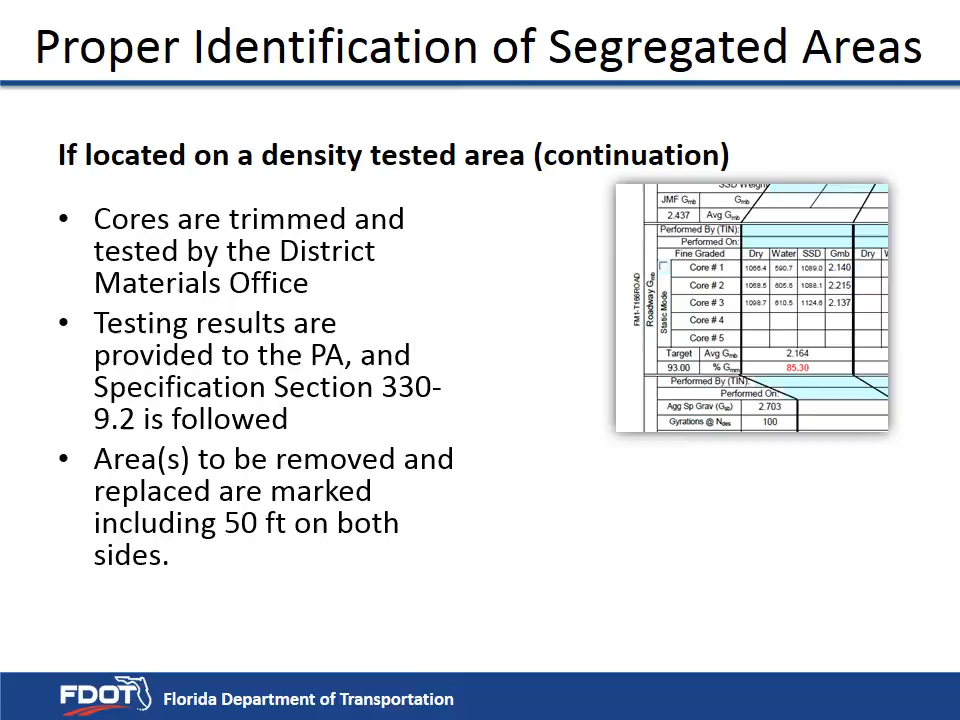 Proper Identification of Segregated Areas
If located on a density tested area (continuation)
• Cores are trimmed and
tested by the District
Materials Office
• Testing results are
provided to the PA, and
Specification Section 330-
9.2 is followed
• Area(s) to be removed and
replaced are marked
including 50 ft on both
sides.
SSD Weight
JMF Gmb Gmb
2.437 Avg Gmb
Performed By (TIN):
Performed On:
Fine Graded Dry Water SSD Gmb Dry W
Core # 1 1066.4 590.7 1089.0 2.140
Core # 2 1068.5 605.6 1088.1 2.215
Core # 3 1098.7 610.5 1124.6 2.137
Core # 4
Core # 5
FM1-T166ROAD
Roadway Gmb
Static Mode
Target Avg Gmb 2.164
93.00 % Gmm 85.30
Performed By (TIN):
Performed On:
Agg Sp Grav (Gsb) 2.703
Gyrations @ Ndes 100
FDOT Florida Department of Transportation